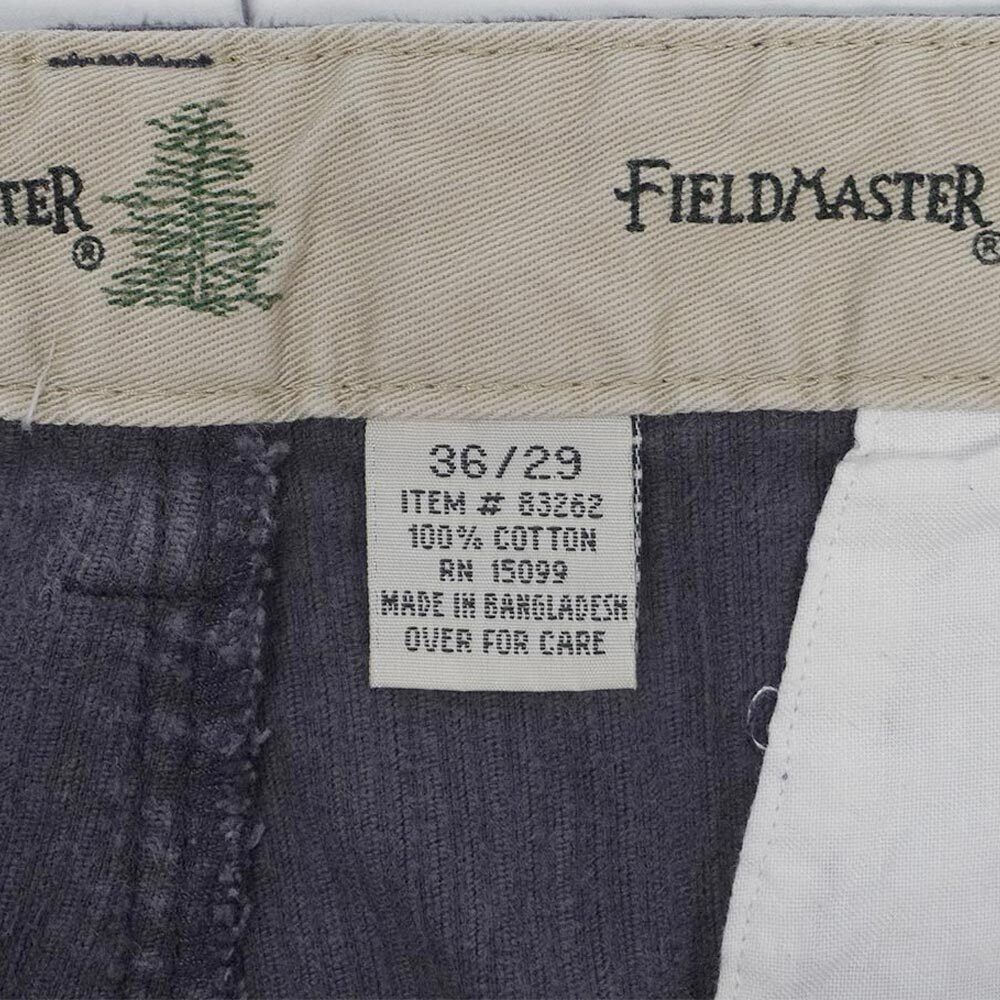 TER®
FIELDMASTER®
36/29
ITEM # 83262
100% COTTON
RN 15099
MADE IN BANGLADESH
OVER FOR CARE